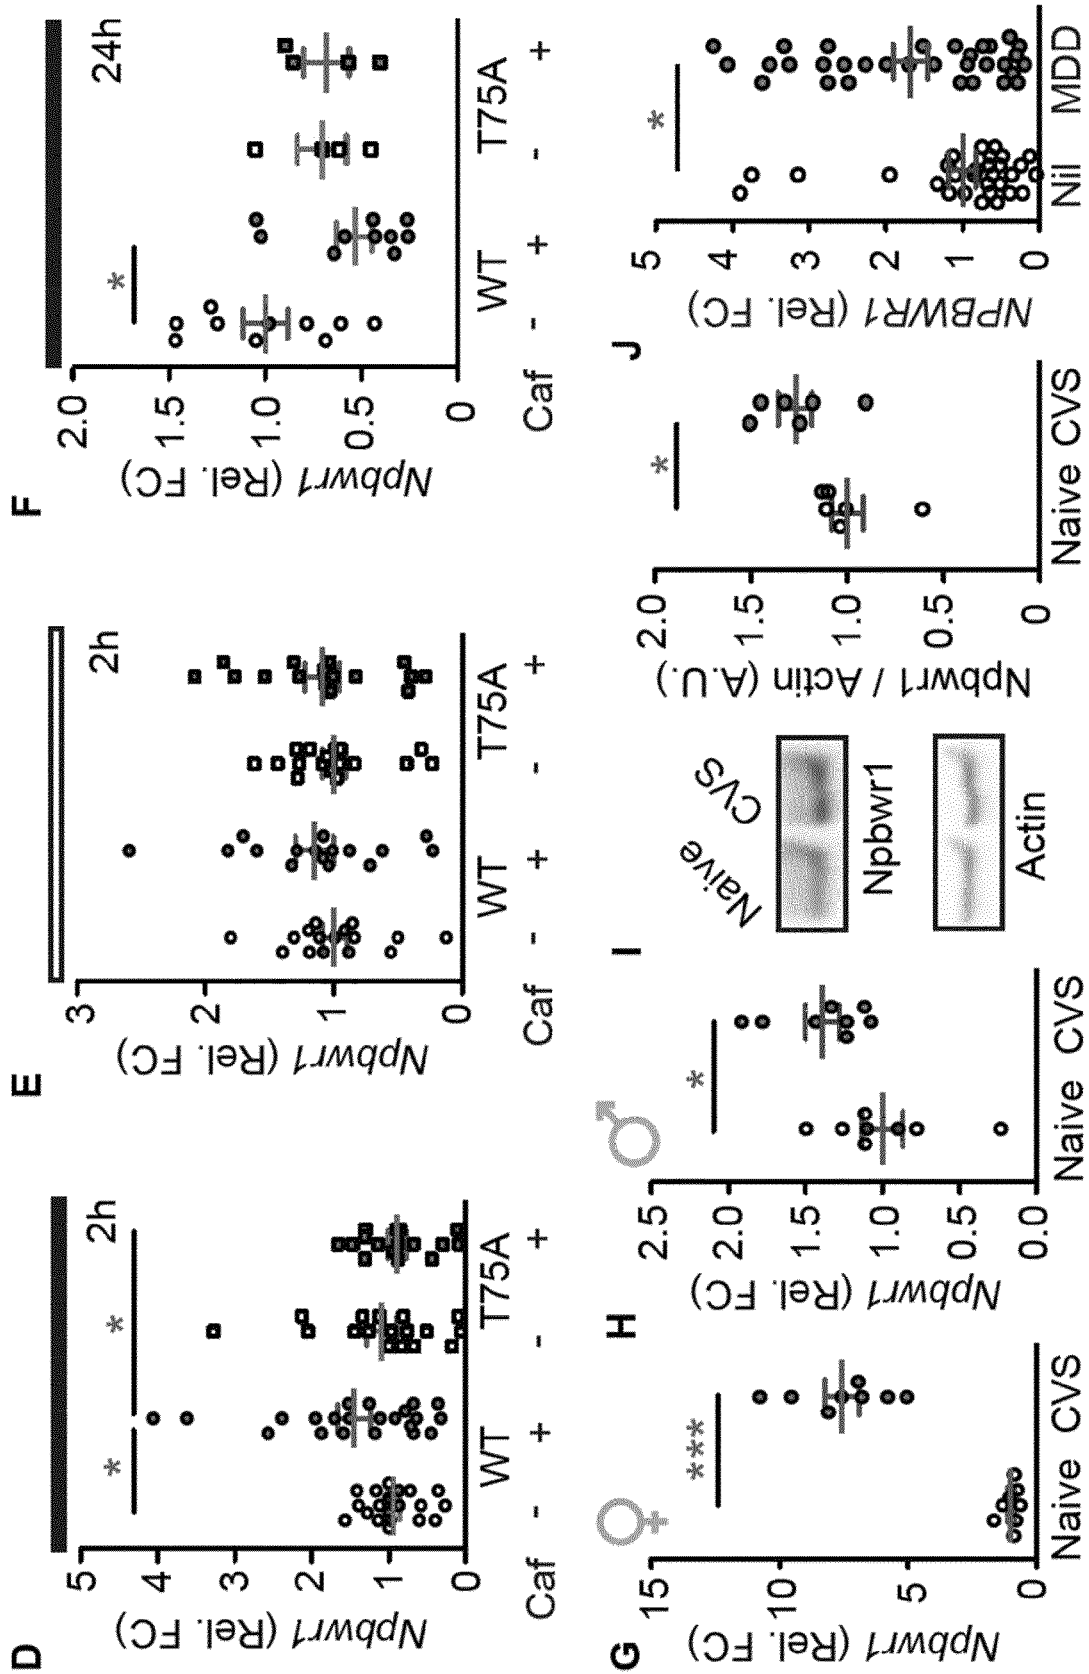 D
2h
Npbwr1 (Rel. FC)
5
4
3
2
1
0
* *
Caf - + - +
WT T75A
E
2h
Npbwr1 (Rel. FC)
3
2
1
0
Caf - + - +
WT T75A
F
24h
Npbwr1 (Rel. FC)
2.0
1.5
1.0
0.5
0
*
Caf - + - +
WT T75A
G
♀
Npbwr1 (Rel. FC)
15
10
5
0
***
Naive CVS
H
♂
Npbwr1 (Rel. FC)
2.5
2.0
1.5
1.0
0.5
0.0
*
Naive CVS
I
Naive CVS
Npbwr1
Actin
Npbwr1 / Actin (A.U.)
2.0
1.5
1.0
0.5
0
*
Naive CVS
J
NPBWR1 (Rel. FC)
5
4
3
2
1
0
*
Nil MDD